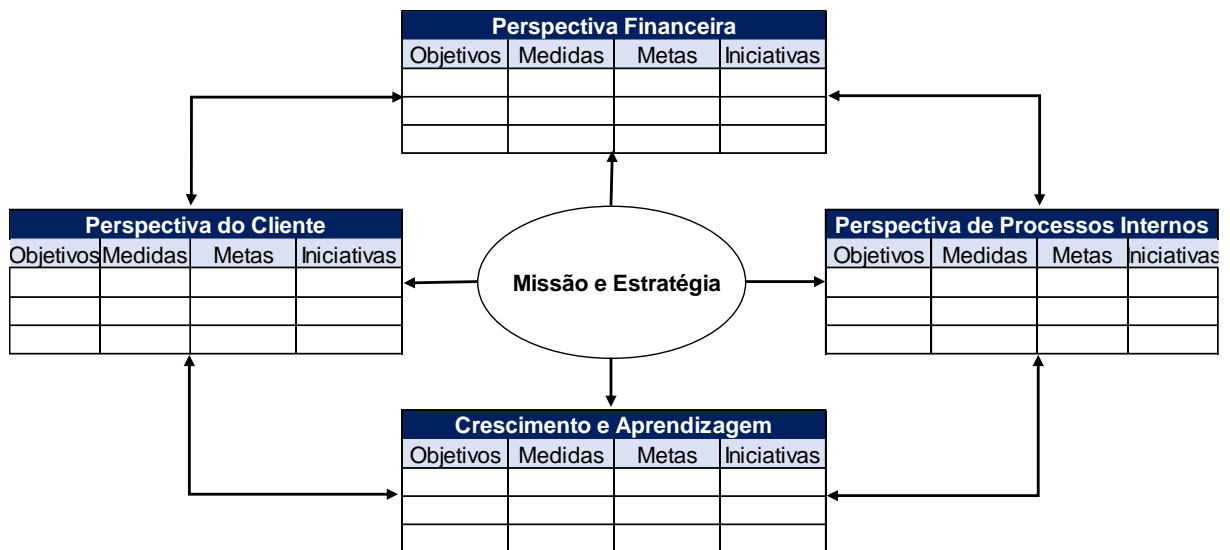 Perspectiva Financeira
Objetivos Medidas Metas Iniciativas
Perspectiva do Cliente
Objetivos Medidas Metas Iniciativas
Missão e Estratégia
Perspectiva de Processos Internos
Objetivos Medidas Metas Iniciativas
Crescimento e Aprendizagem
Objetivos Medidas Metas Iniciativas